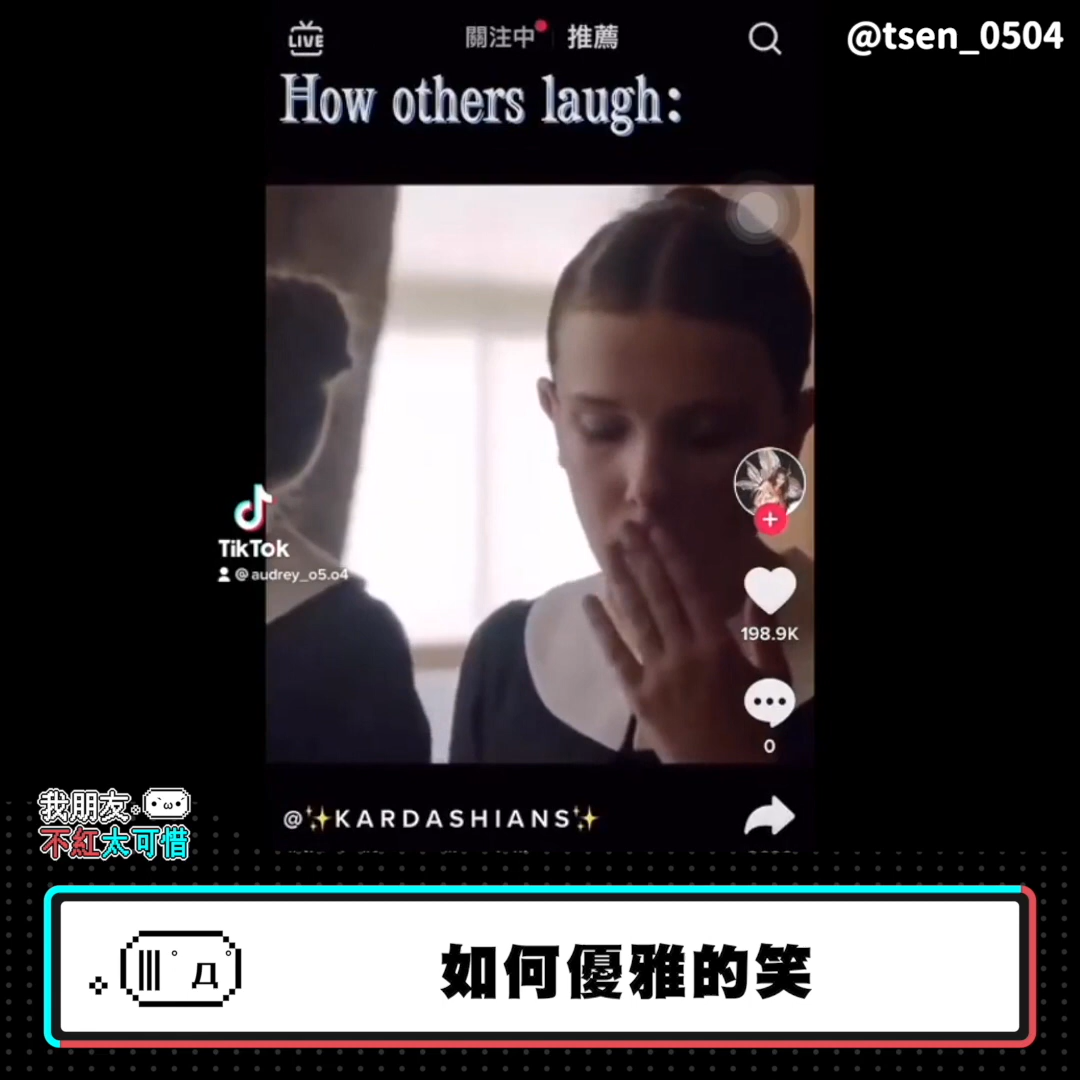 LIVE
關注中
推薦
@tsen_0504
How others laugh:
TikTok
@audrey_o5.o4
198.9K
0
@✨KARDASHIANS✨
我朋友
不紅太可惜
如何優雅的笑